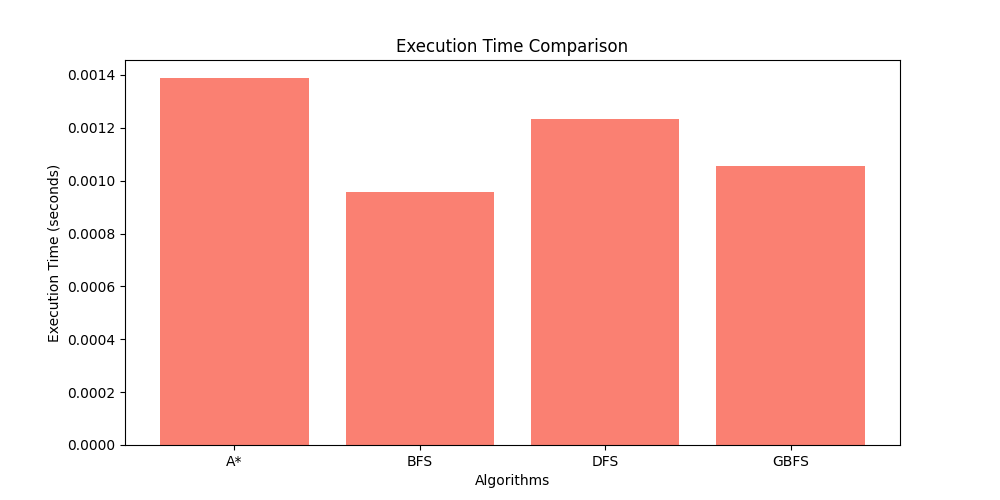 Execution Time Comparison
Execution Time (seconds)
0.0014
0.0012
0.0010
0.0008
0.0006
0.0004
0.0002
0.0000
A* BFS DFS GBFS
Algorithms